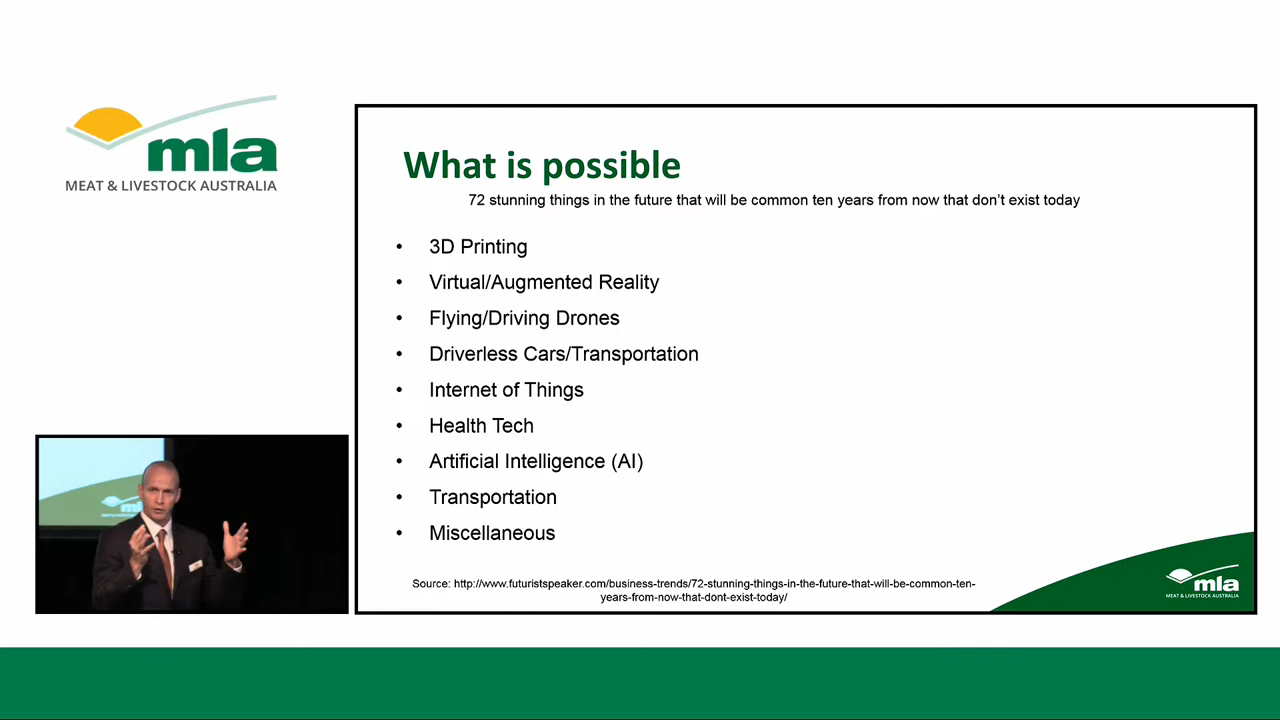 mla
MEAT & LIVESTOCK AUSTRALIA
What is possible
72 stunning things in the future that will be common ten years from now that don’t exist today
• 3D Printing
• Virtual/Augmented Reality
• Flying/Driving Drones
• Driverless Cars/Transportation
• Internet of Things
• Health Tech
• Artificial Intelligence (AI)
• Transportation
• Miscellaneous
Source: http://www.futuristspeaker.com/business-trends/72-stunning-things-in-the-future-that-will-be-common-ten-
years-from-now-that-dont-exist-today/
mla
MEAT & LIVESTOCK AUSTRALIA